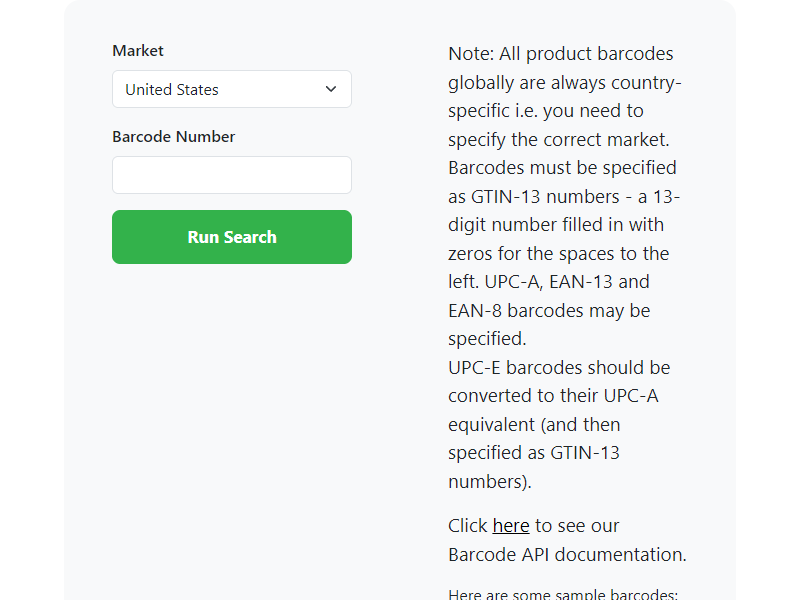 Market
United States
Barcode Number
Run Search
Note: All product barcodes
globally are always country-
specific i.e. you need to
specify the correct market.
Barcodes must be specified
as GTIN-13 numbers - a 13-
digit number filled in with
zeros for the spaces to the
left. UPC-A, EAN-13 and
EAN-8 barcodes may be
specified.
UPC-E barcodes should be
converted to their UPC-A
equivalent (and then
specified as GTIN-13
numbers).
Click here to see our
Barcode API documentation.
Here are some sample barcodes: